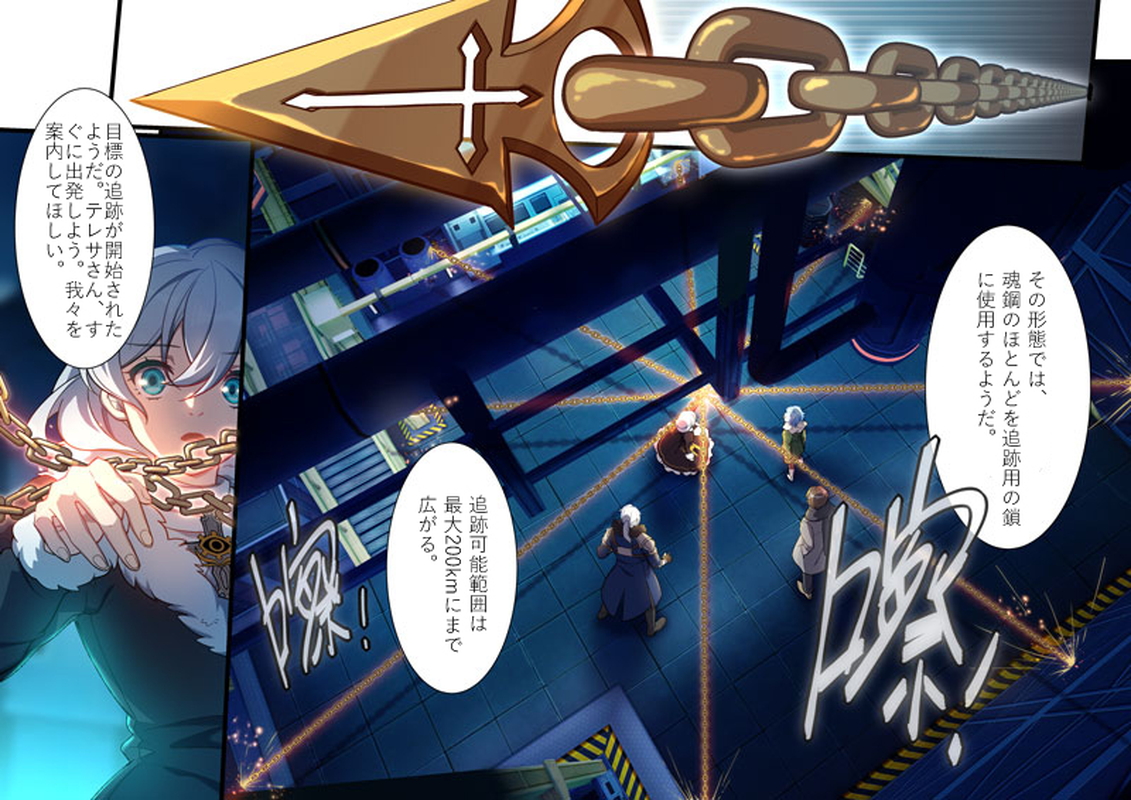 その形態では、
魂鋼のほとんどを追跡用の鎖
に使用するようだ。
追跡可能範囲は
最大200kmにまで
広がる。
目標の追跡が開始された
ようだ。テレサさん、す
ぐに出発しよう。我々を
案内してほしい。